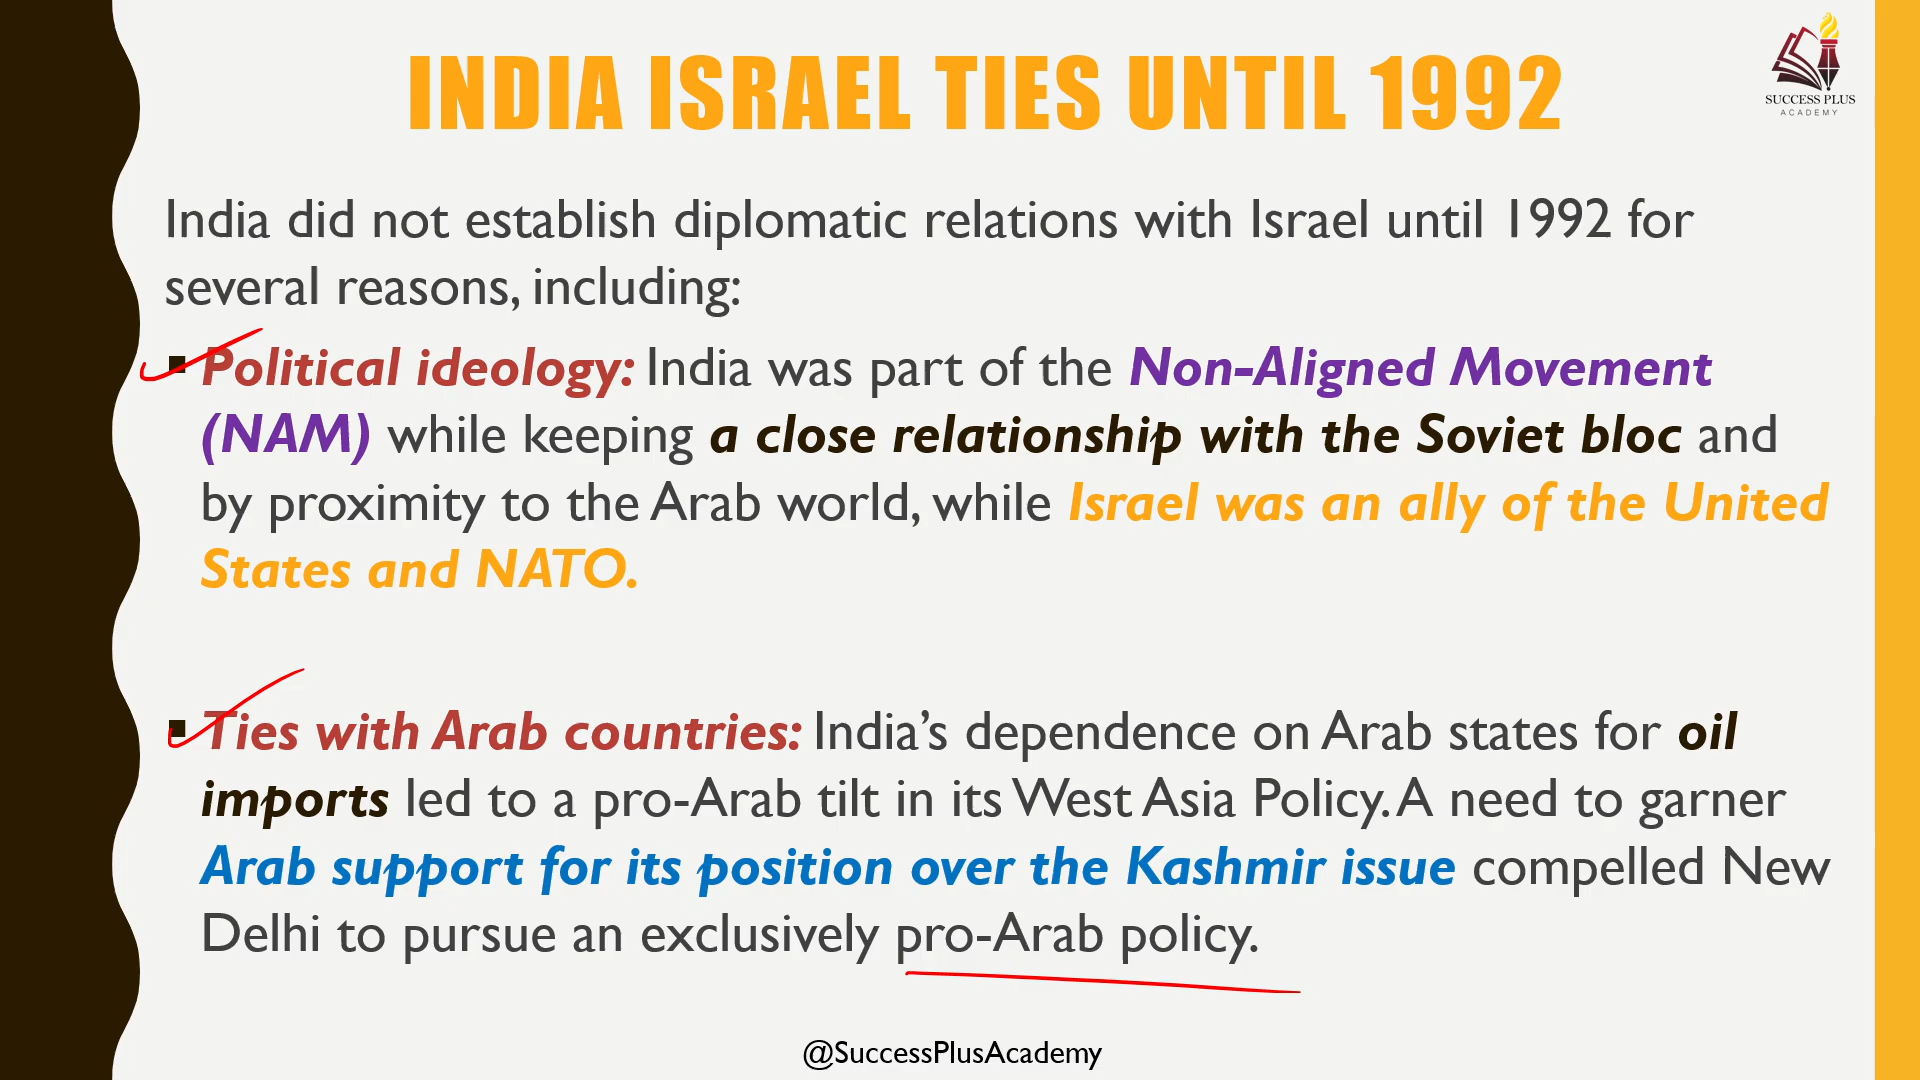 INDIA ISRAEL TIES UNTIL 1992
SUCCESS PLUS
ACADEMY
India did not establish diplomatic relations with Israel until 1992 for
several reasons, including:
▪ Political ideology: India was part of the Non-Aligned Movement
(NAM) while keeping a close relationship with the Soviet bloc and
by proximity to the Arab world, while Israel was an ally of the United
States and NATO.
▪ Ties with Arab countries: India’s dependence on Arab states for oil
imports led to a pro-Arab tilt in its West Asia Policy. A need to garner
Arab support for its position over the Kashmir issue compelled New
Delhi to pursue an exclusively pro-Arab policy.
@SuccessPlusAcademy